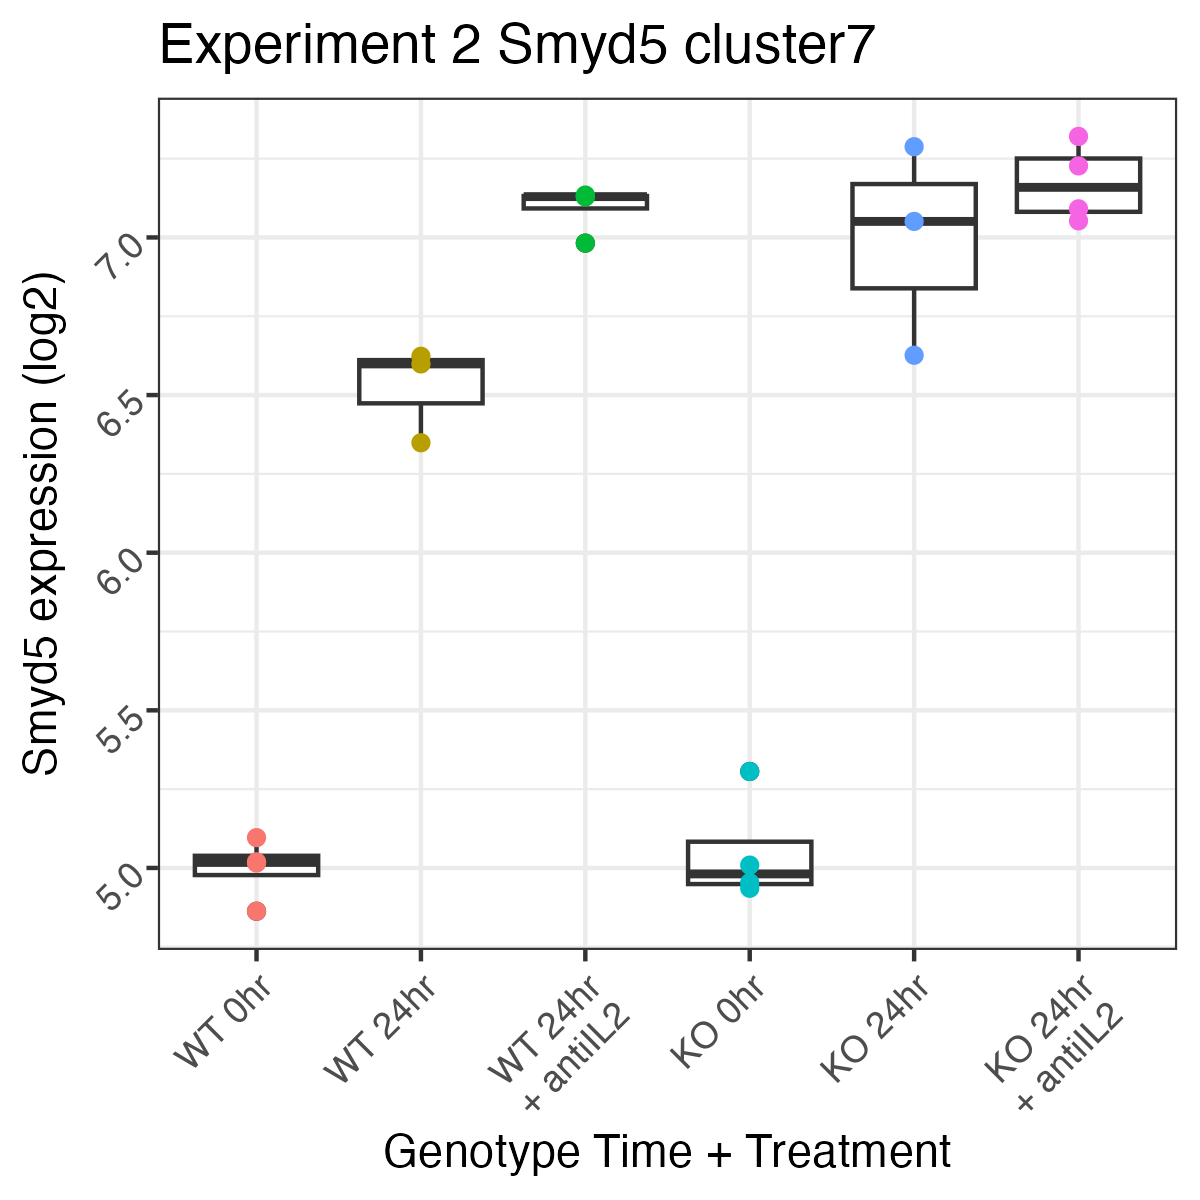 Experiment 2 Smyd5 cluster7
Smyd5 expression (log2)
7.0
6.5
6.0
5.5
5.0
WT 0hr
WT 24hr
WT 24hr
+ antiIL2
KO 0hr
KO 24hr
KO 24hr
+ antiIL2
Genotype Time + Treatment